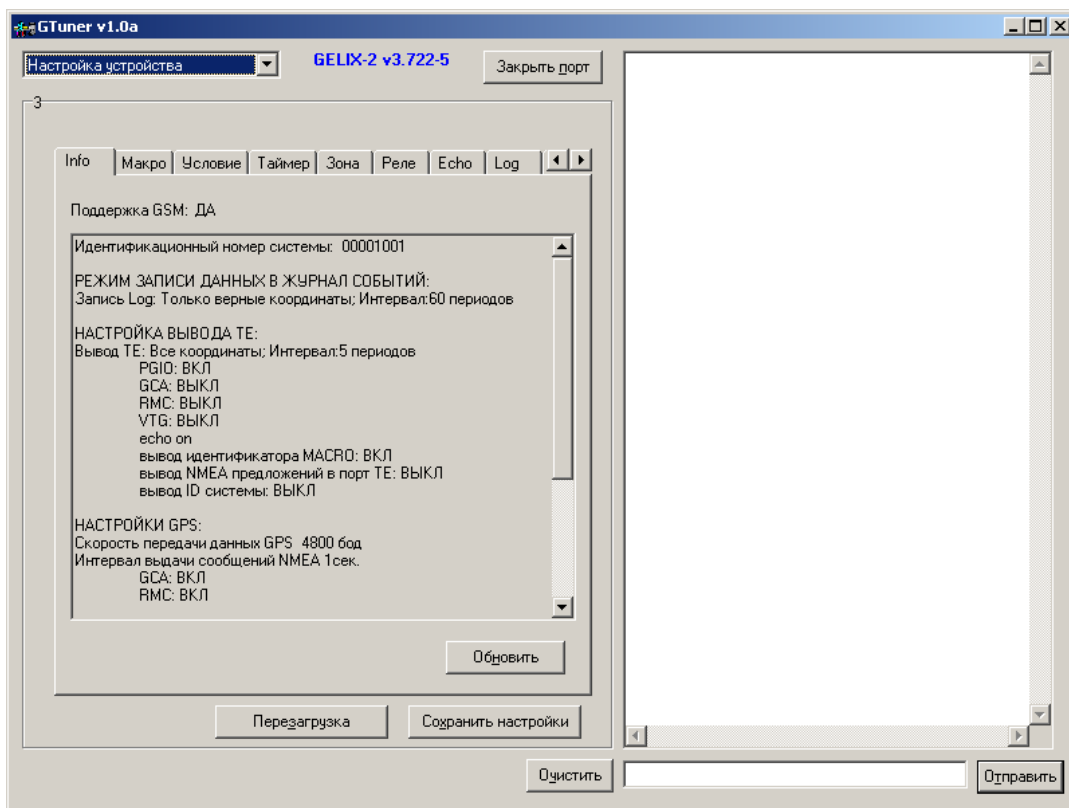 GTuner v1.0a
Настройка устройства
GELIX-2 v3.722-5
Закрыть порт
3
Info
Макро
Условие
Таймер
Зона
Реле
Echo
Log
Поддержка GSM: ДА
Идентификационный номер системы: 00001001
РЕЖИМ ЗАПИСИ ДАННЫХ В ЖУРНАЛ СОБЫТИЙ:
Запись Log: Только верные координаты; Интервал:60 периодов
НАСТРОЙКА ВЫВОДА TE:
Вывод TE: Все координаты; Интервал:5 периодов
PGIO: ВКЛ
GCA: ВЫКЛ
RMC: ВЫКЛ
VTG: ВЫКЛ
echo on
вывод идентификатора MACRO: ВКЛ
вывод NMEA предложений в порт TE: ВЫКЛ
вывод ID системы: ВЫКЛ
НАСТРОЙКИ GPS:
Скорость передачи данных GPS 4800 бод
Интервал выдачи сообщений NMEA 1сек.
GCA: ВКЛ
RMC: ВКЛ
Обновить
Перезагрузка
Сохранить настройки
Очистить
Отправить